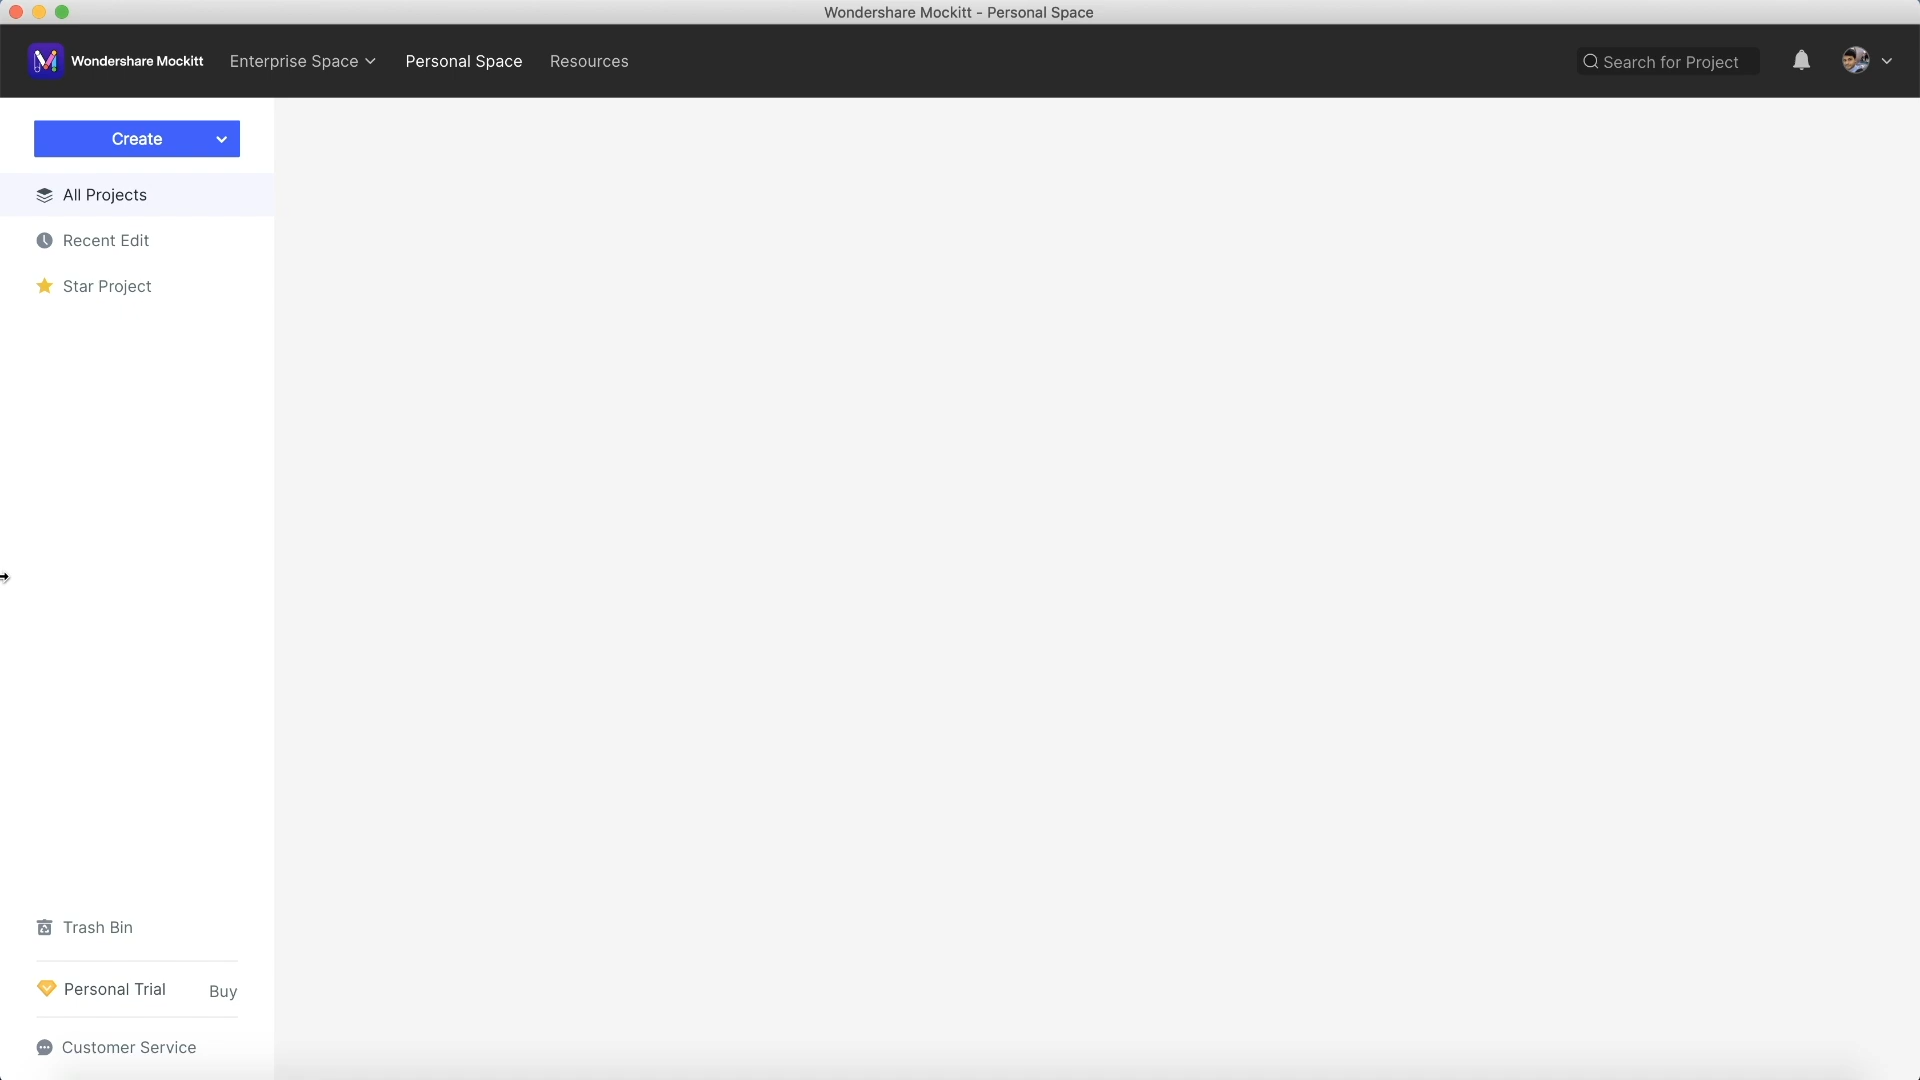 Wondershare Mockitt - Personal Space
Wondershare Mockitt
Enterprise Space
Personal Space
Resources
Search for Project
Create
All Projects
Recent Edit
Star Project
Trash Bin
Personal Trial
Buy
Customer Service